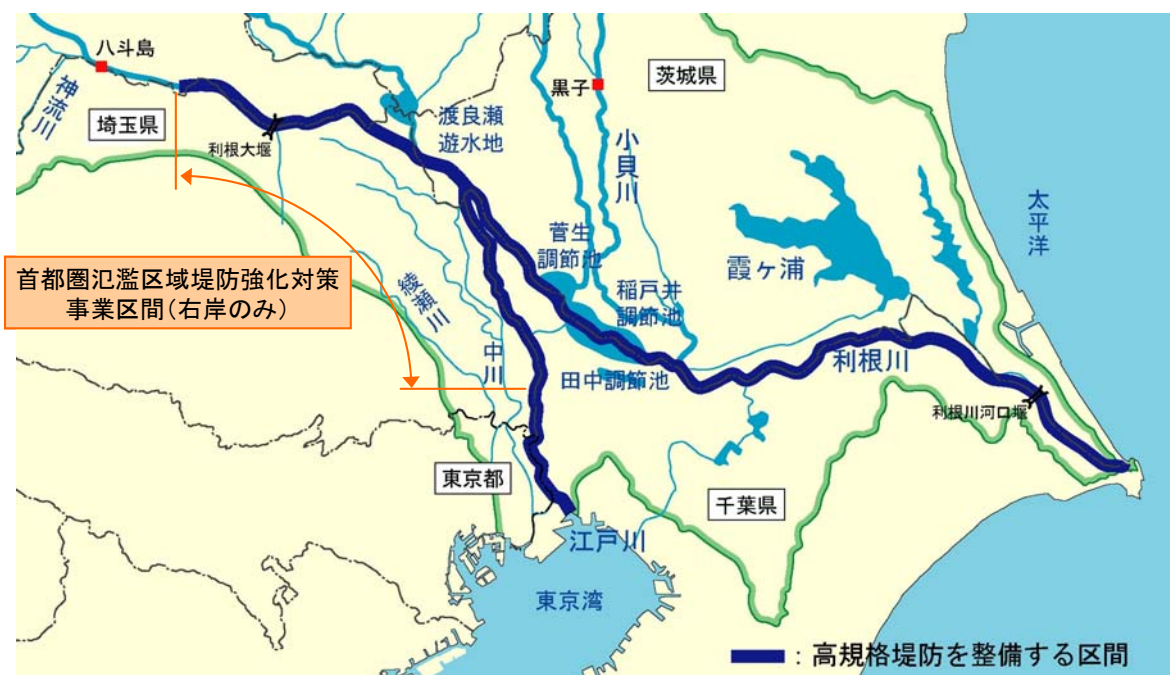 八斗島
神流川
埼玉県
利根大堰
渡良瀬
遊水地
黒子
小貝川
茨城県
太平洋
菅生
調節池
稲戸井
調節池
霞ヶ浦
首都圏氾濫区域堤防強化対策
事業区間(右岸のみ)
綾瀬川
中川
田中調節池
利根川
利根川河口堰
東京都
千葉県
江戸川
東京湾
：高規格堤防を整備する区間